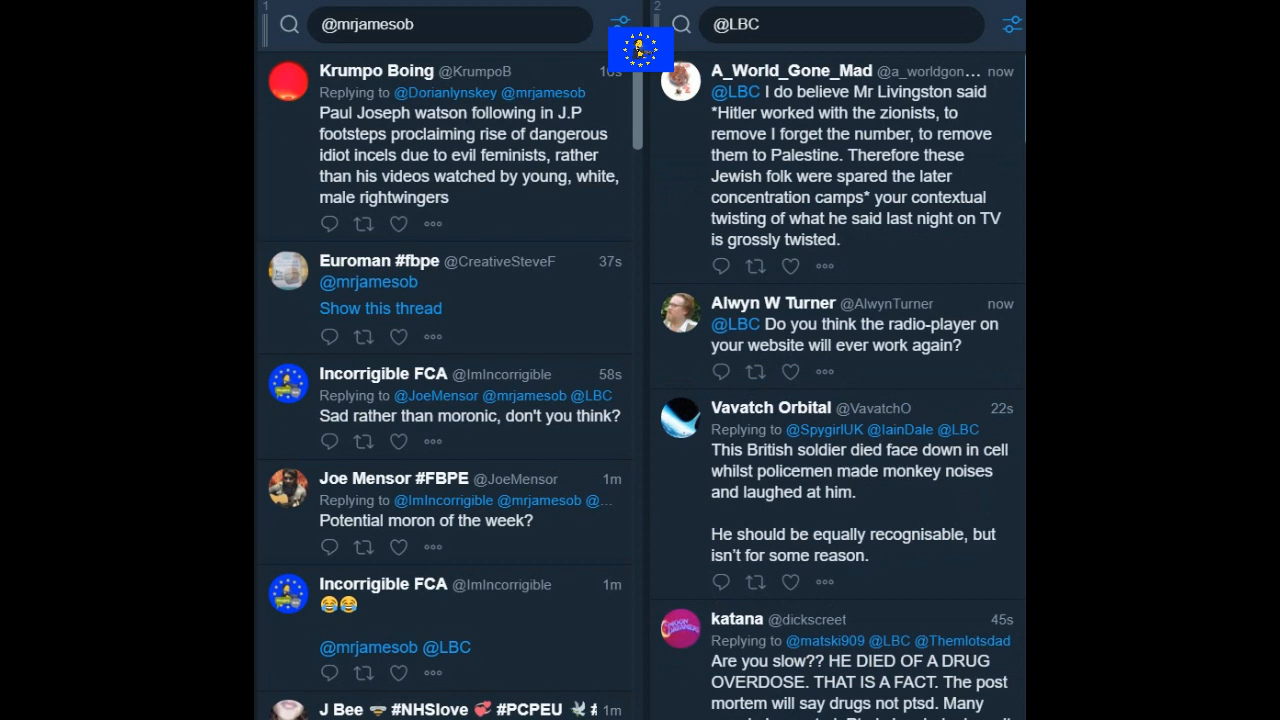 1
@mrjamesob
Krumpo Boing @KrumpoB 10s
Replying to @Dorianlynskey @mrjamesob
Paul Joseph watson following in J.P
footsteps proclaiming rise of dangerous
idiot incels due to evil feminists, rather
than his videos watched by young, white,
male rightwingers
Euroman #fbpe @CreativeSteveF 37s
@mrjamesob
Show this thread
Incorrigible FCA @ImIncorrigible 58s
Replying to @JoeMensor @mrjamesob @LBC
Sad rather than moronic, don't you think?
Joe Mensor #FBPE @JoeMensor 1m
Replying to @ImIncorrigible @mrjamesob @...
Potential moron of the week?
Incorrigible FCA @ImIncorrigible 1m
😂😂
@mrjamesob @LBC
J Bee 🐝 #NHSlove 💞 #PCPEU 🕊 # 1m
2
@LBC
A_World_Gone_Mad @a_worldgon... now
@LBC I do believe Mr Livingston said
*Hitler worked with the zionists, to
remove I forget the number, to remove
them to Palestine. Therefore these
Jewish folk were spared the later
concentration camps* your contextual
twisting of what he said last night on TV
is grossly twisted.
Alwyn W Turner @AlwynTurner now
@LBC Do you think the radio-player on
your website will ever work again?
Vavatch Orbital @VavatchO 22s
Replying to @SpygirlUK @IainDale @LBC
This British soldier died face down in cell
whilst policemen made monkey noises
and laughed at him.
He should be equally recognisable, but
isn't for some reason.
katana @dickscreet 45s
Replying to @matski909 @LBC @Themlotsdad
Are you slow?? HE DIED OF A DRUG
OVERDOSE. THAT IS A FACT. The post
mortem will say drugs not ptsd. Many